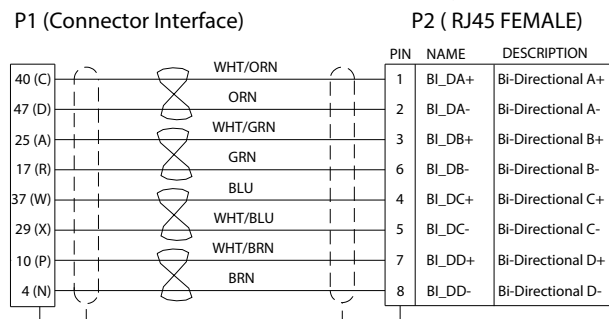 P1 (Connector Interface)
P2 ( RJ45 FEMALE)
PIN NAME DESCRIPTION
40 (C) WHT/ORN 1 BI_DA+ Bi-Directional A+
47 (D) ORN 2 BI_DA- Bi-Directional A-
25 (A) WHT/GRN 3 BI_DB+ Bi-Directional B+
17 (R) GRN 6 BI_DB- Bi-Directional B-
37 (W) BLU 4 BI_DC+ Bi-Directional C+
29 (X) WHT/BLU 5 BI_DC- Bi-Directional C-
10 (P) WHT/BRN 7 BI_DD+ Bi-Directional D+
4 (N) BRN 8 BI_DD- Bi-Directional D-